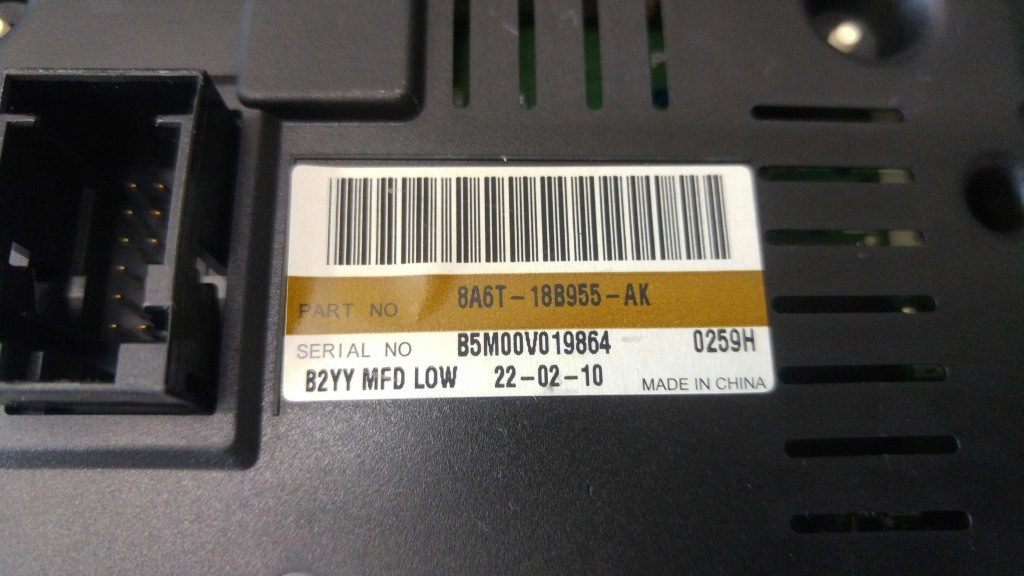 PART NO 8A6T-18B955-AK
SERIAL NO B5M00V019864 0259H
B2YY MFD LOW 22-02-10 MADE IN CHINA